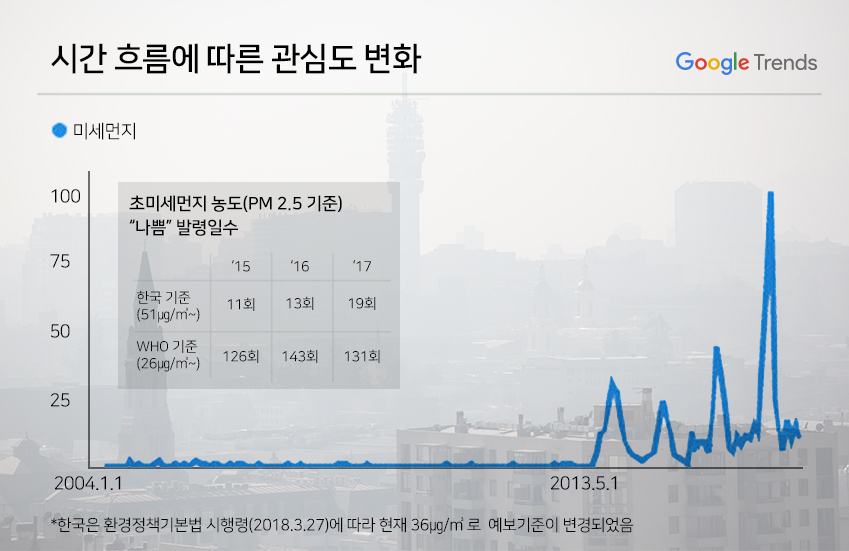 시간 흐름에 따른 관심도 변화
Google Trends
미세먼지
100
75
50
25
초미세먼지 농도(PM 2.5 기준)
“나쁨” 발령일수
'15 '16 '17
한국 기준
(51㎍/㎥~) 11회 13회 19회
WHO 기준
(26㎍/㎥~) 126회 143회 131회
2004.1.1 2013.5.1
*한국은 환경정책기본법 시행령(2018.3.27)에 따라 현재 36㎍/㎥ 로 예보기준이 변경되었음